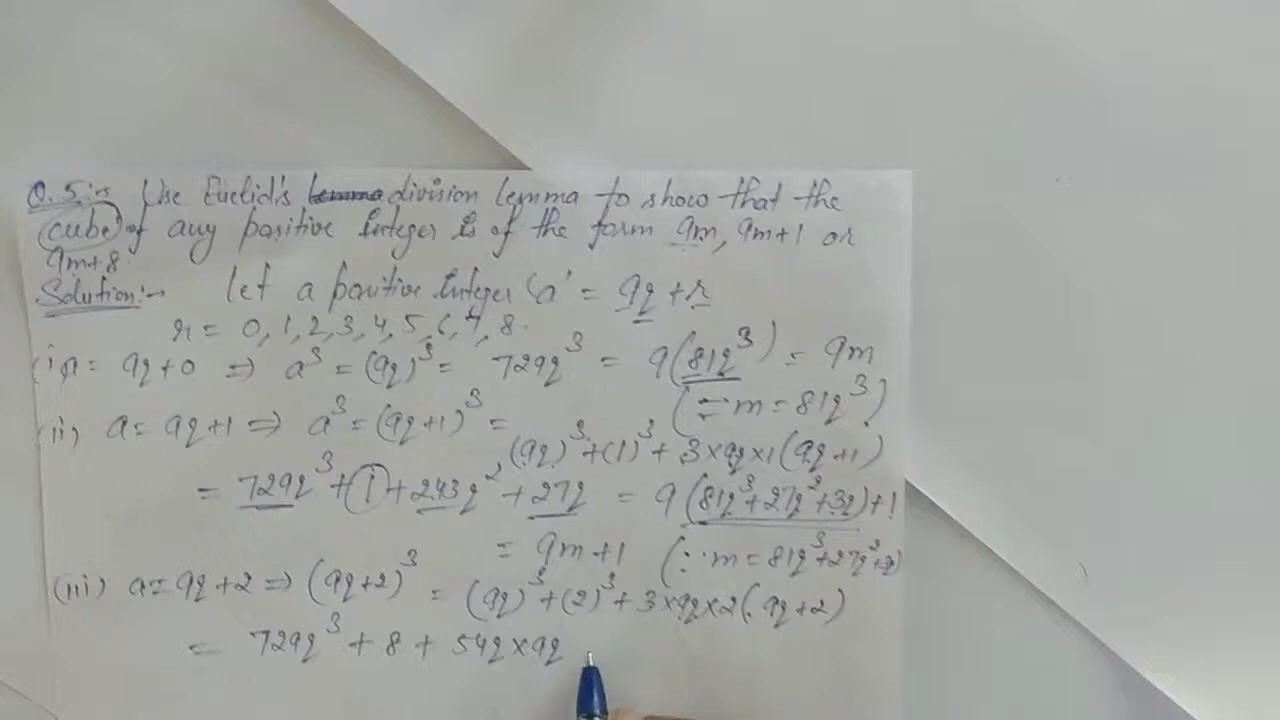 Q.5:- Use Euclid's division lemma to show that the
cube of any positive integer is of the form 9m, 9m+1 or
9m+8
Solution:- Let a positive integer 'a' = 9q + r
r = 0, 1, 2, 3, 4, 5, 6, 7, 8.
(i) a = 9q+0 ⇒ a³ = (9q)³ = 729q³ = 9(81q³) = 9m
(∵ m = 81q³)
(ii) a = 9q+1 ⇒ a³ = (9q+1)³ =
(9q)³+(1)³+3×9q×1(9q+1)
= 729q³+1+243q²+27q = 9(81q³+27q²+3q)+1
= 9m+1 (∵ m = 81q³+27q²+3q)
(iii) a = 9q+2 ⇒ (9q+2)³ = (9q)³+(2)³+3×9q×2(9q+2)
= 729q³+8+54q×9q